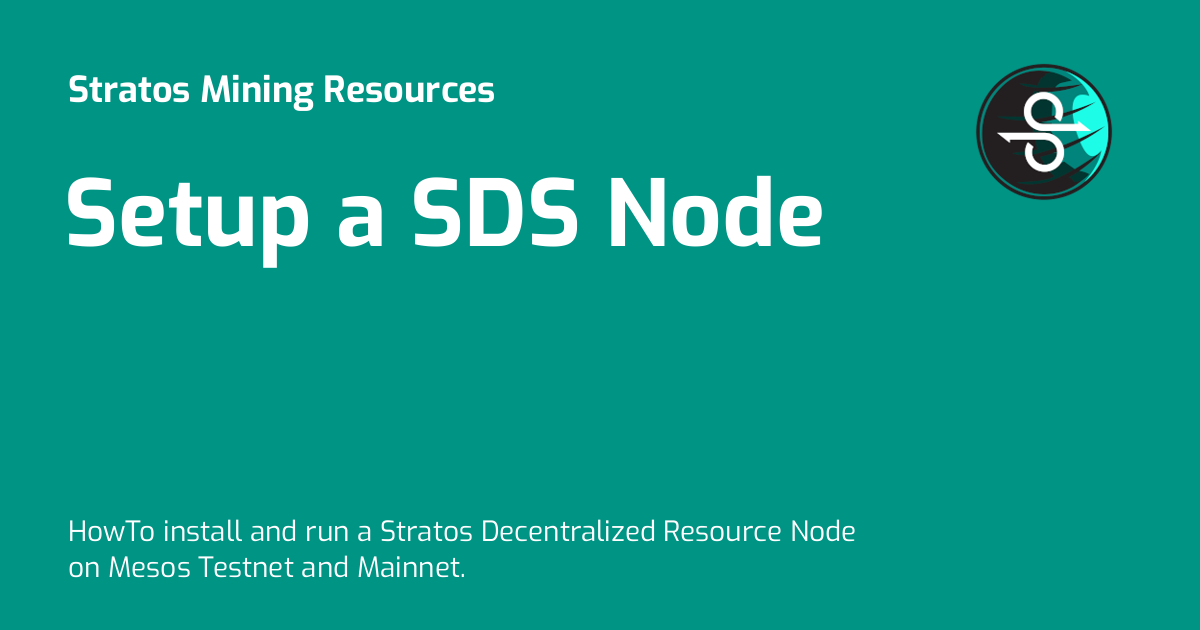 Stratos Mining Resources
Setup a SDS Node
HowTo install and run a Stratos Decentralized Resource Node
on Mesos Testnet and Mainnet.